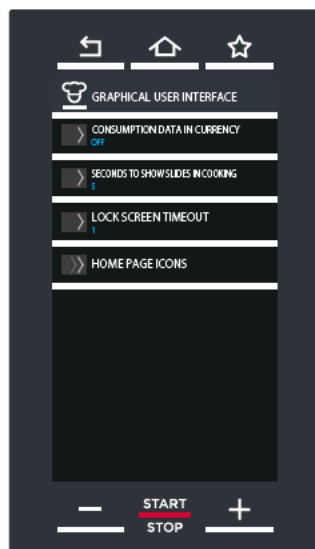 GRAPHICAL USER INTERFACE
CONSUMPTION DATA IN CURRENCY
OFF
SECONDS TO SHOW SLIDES IN COOKING
5
LOCK SCREEN TIMEOUT
1
HOME PAGE ICONS
START
STOP